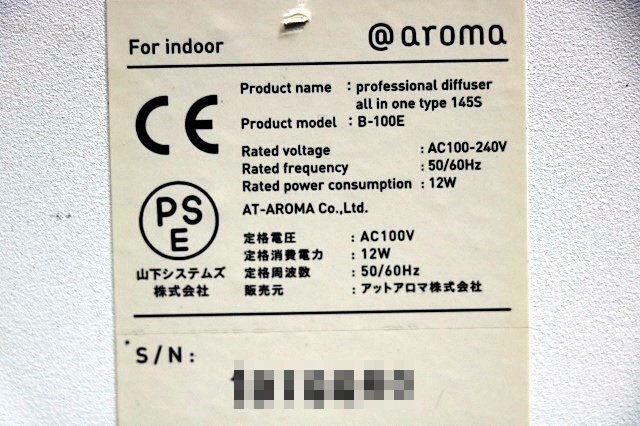 For indoor
@aroma
CE
Product name : professional diffuser
all in one type 145S
Product model : B-100E
Rated voltage : AC100-240V
Rated frequency : 50/60Hz
Rated power consumption : 12W
PS
E
AT-AROMA Co.,Ltd.
山下システムズ
株式会社
定格電圧 : AC100V
定格消費電力 : 12W
定格周波数 : 50/60Hz
販売元 : アットアロマ株式会社
S/N :